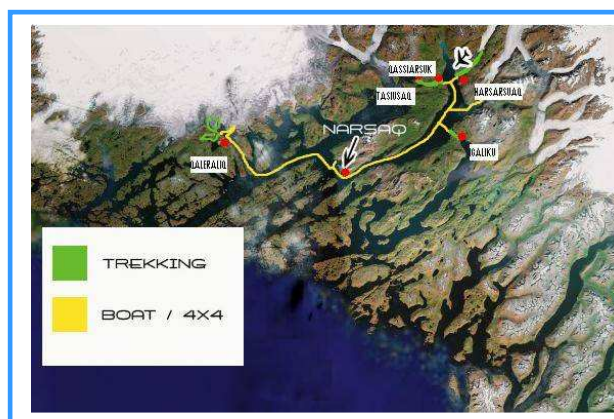 QASSIARSUK
TASIUSAQ
NARSARSUAQ
NARSAQ
IGALIKU
QALERALIQ
TREKKING
BOAT / 4X4